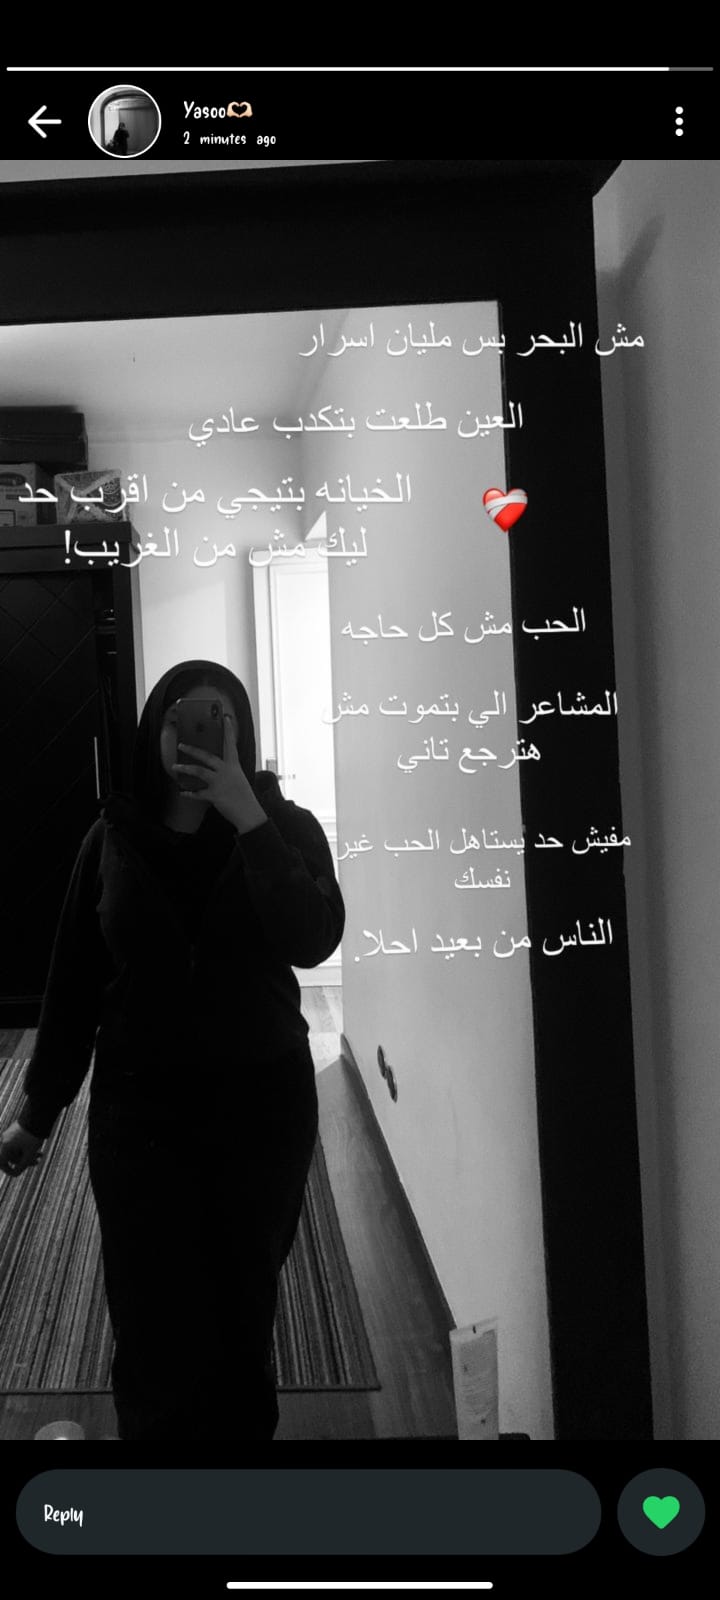 Yasoo🫶🏼
2 minutes ago
مش البحر بس مليان اسرار
العين طلعت بتكدب عادي
الخيانه بتيجي من اقرب حد
ليك مش من الغريب!
❤️‍🩹
الحب مش كل حاجه
المشاعر الي بتموت مش
هترجع تاني
مفيش حد يستاهل الحب غير
نفسك
الناس من بعيد احلا.
Reply